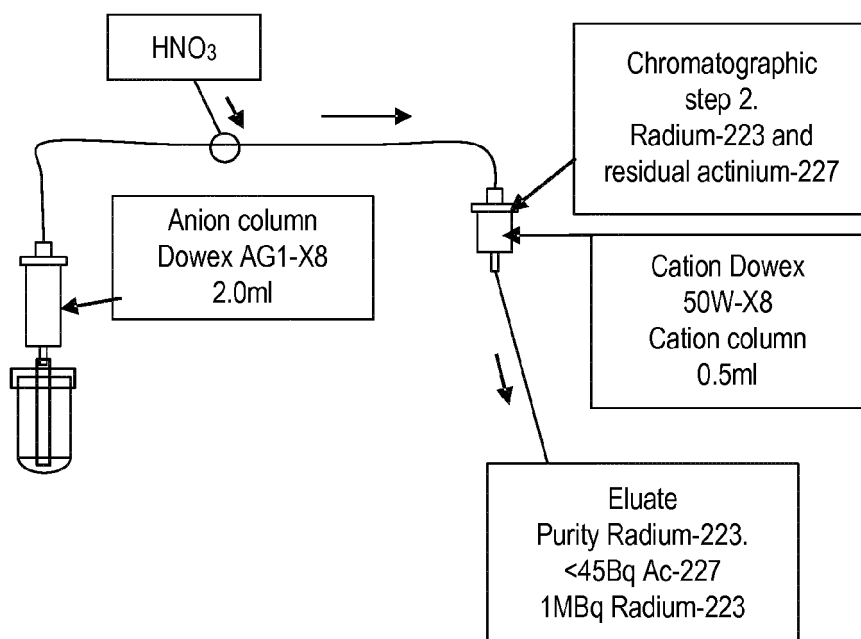 HNO₃
Chromatographic
step 2.
Radium-223 and
residual actinium-227
Anion column
Dowex AG1-X8
2.0ml
Cation Dowex
50W-X8
Cation column
0.5ml
Eluate
Purity Radium-223.
<45Bq Ac-227
1MBq Radium-223